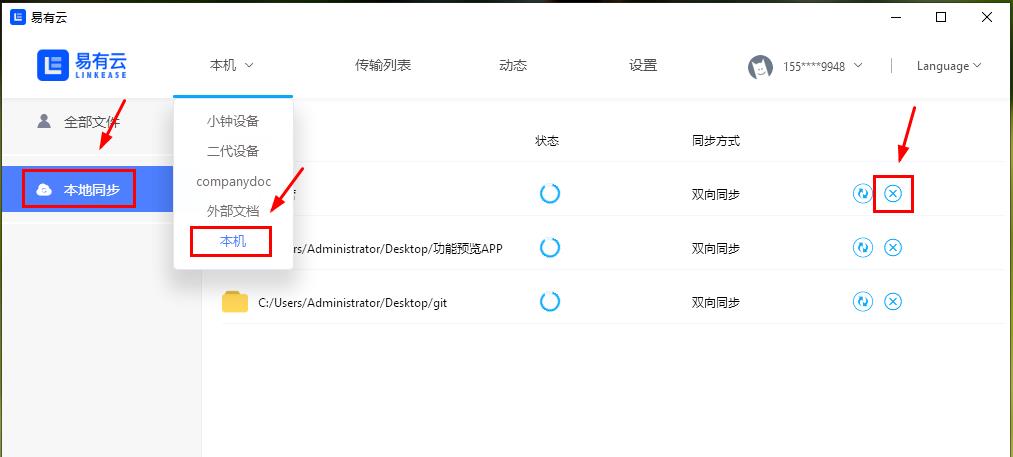 易有云
易有云
LINKEASE
本机
传输列表
动态
设置
155****9948
Language
全部文件
本地同步
小钟设备
二代设备
companydoc
外部文档
本机
状态
同步方式
双向同步
ers/Administrator/Desktop/功能预览APP
双向同步
C:/Users/Administrator/Desktop/git
双向同步